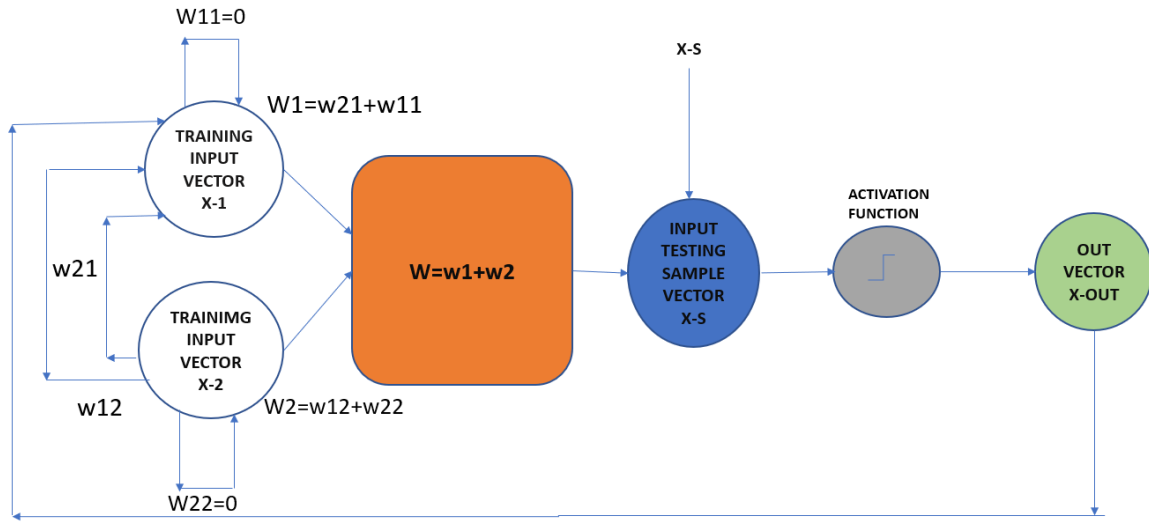 W11=0
X-S
W1=w21+w11
TRAINING
INPUT
VECTOR
X-1
ACTIVATION
FUNCTION
w21
W=w1+w2
INPUT
TESTING
SAMPLE
VECTOR
X-S
OUT
VECTOR
X-OUT
TRAINIMG
INPUT
VECTOR
X-2
w12
W2=w12+w22
W22=0